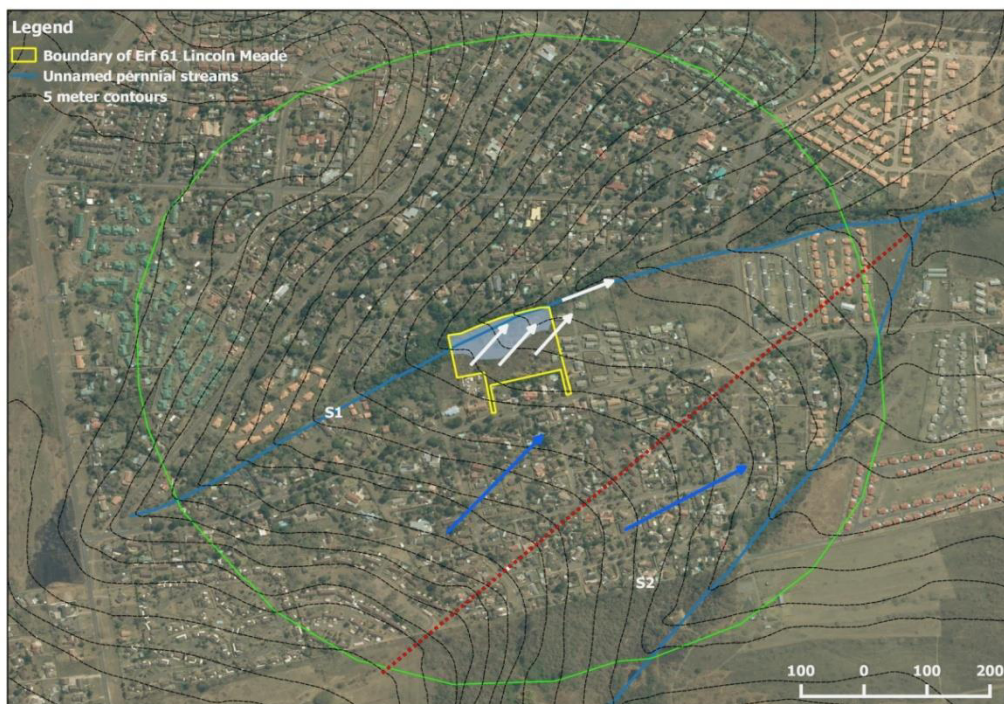 Legend
Boundary of Erf 61 Lincoln Meade
Unnamed pernnial streams
5 meter contours
S1
S2
100 0 100 200